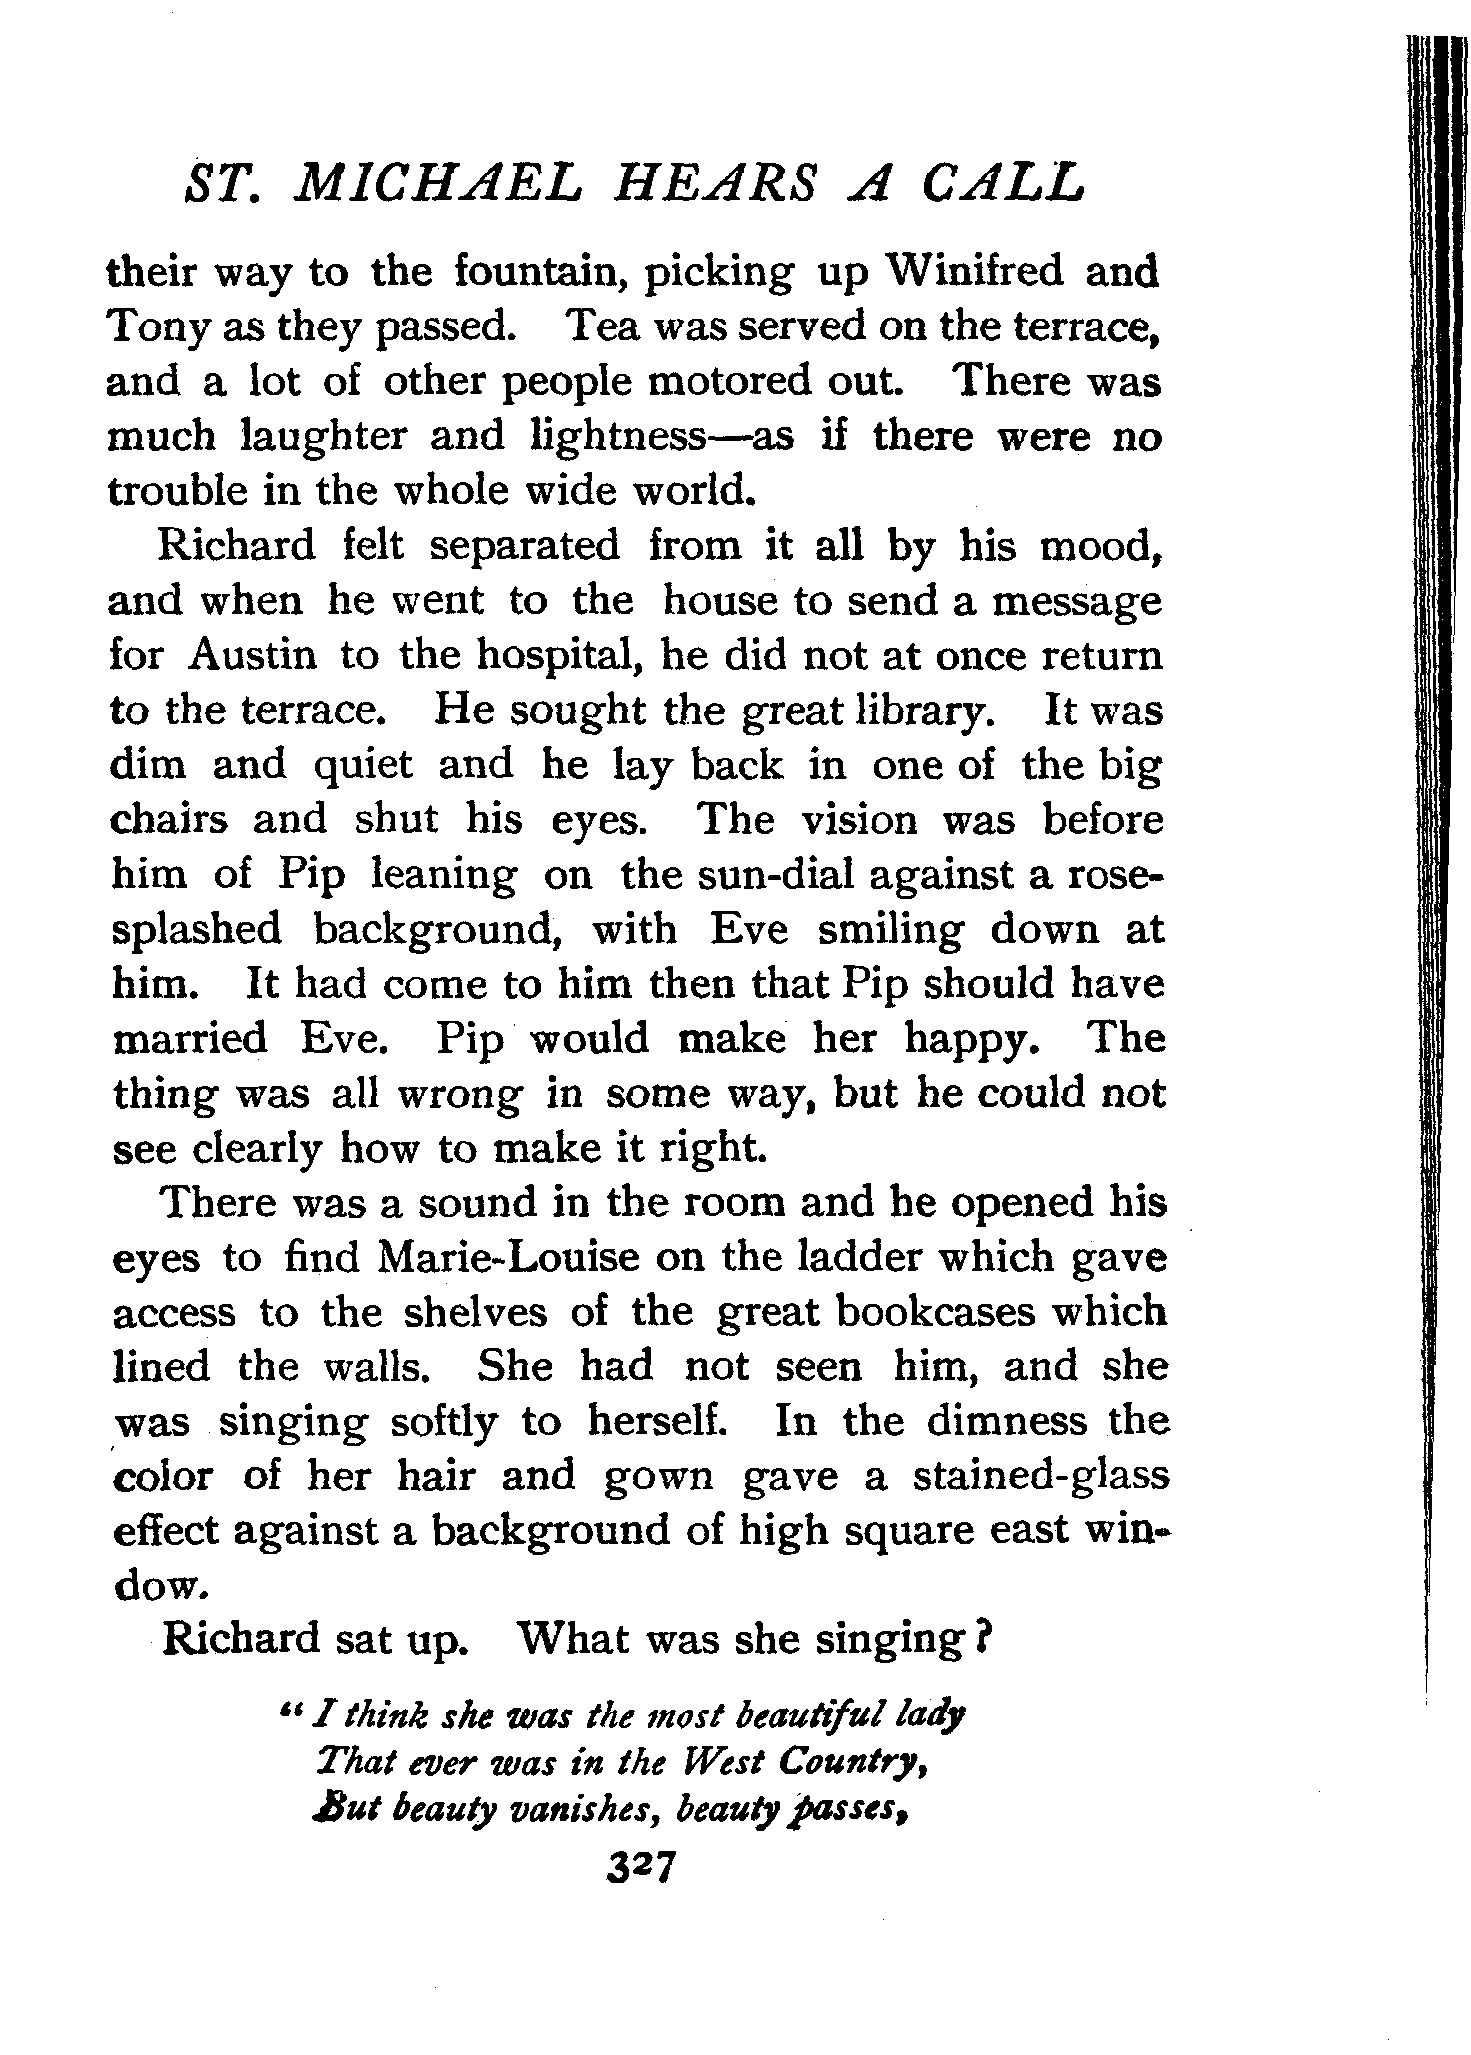 ST. MICHAEL HEARS A CALL
their way to the fountain, picking up Winifred and
Tony as they passed. Tea was served on the terrace,
and a lot of other people motored out. There was
much laughter and lightness—as if there were no
trouble in the whole wide world.
Richard felt separated from it all by his mood,
and when he went to the house to send a message
for Austin to the hospital, he did not at once return
to the terrace. He sought the great library. It was
dim and quiet and he lay back in one of the big
chairs and shut his eyes. The vision was before
him of Pip leaning on the sun-dial against a rose-
splashed background, with Eve smiling down at
him. It had come to him then that Pip should have
married Eve. Pip would make her happy. The
thing was all wrong in some way, but he could not
see clearly how to make it right.
There was a sound in the room and he opened his
eyes to find Marie-Louise on the ladder which gave
access to the shelves of the great bookcases which
lined the walls. She had not seen him, and she
was singing softly to herself. In the dimness the
color of her hair and gown gave a stained-glass
effect against a background of high square east win-
dow.
Richard sat up. What was she singing?
“I think she was the most beautiful lady
That ever was in the West Country,
But beauty vanishes, beauty passes,
327